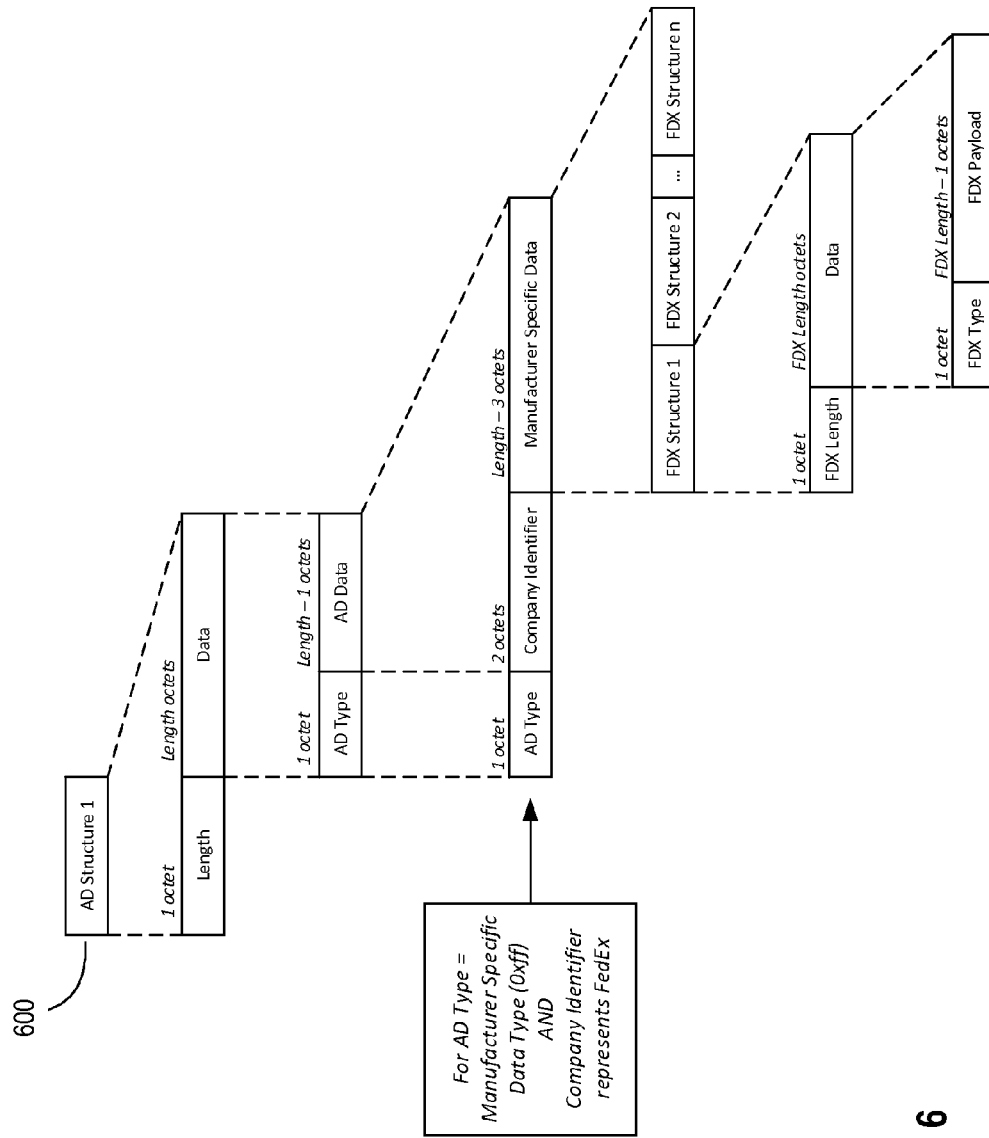 600
AD Structure 1
1 octet
Length octets
Length
Data
1 octet
Length – 1 octets
AD Type
AD Data
For AD Type =
Manufacturer Specific
Data Type (0xff)
AND
Company Identifier
represents FedEx
1 octet
2 octets
Length – 3 octets
AD Type
Company Identifier
Manufacturer Specific Data
FDX Structure 1
FDX Structure 2
...
FDX Structure n
1 octet
FDX Length octets
FDX Length
Data
1 octet
FDX Length – 1 octets
FDX Type
FDX Payload
6